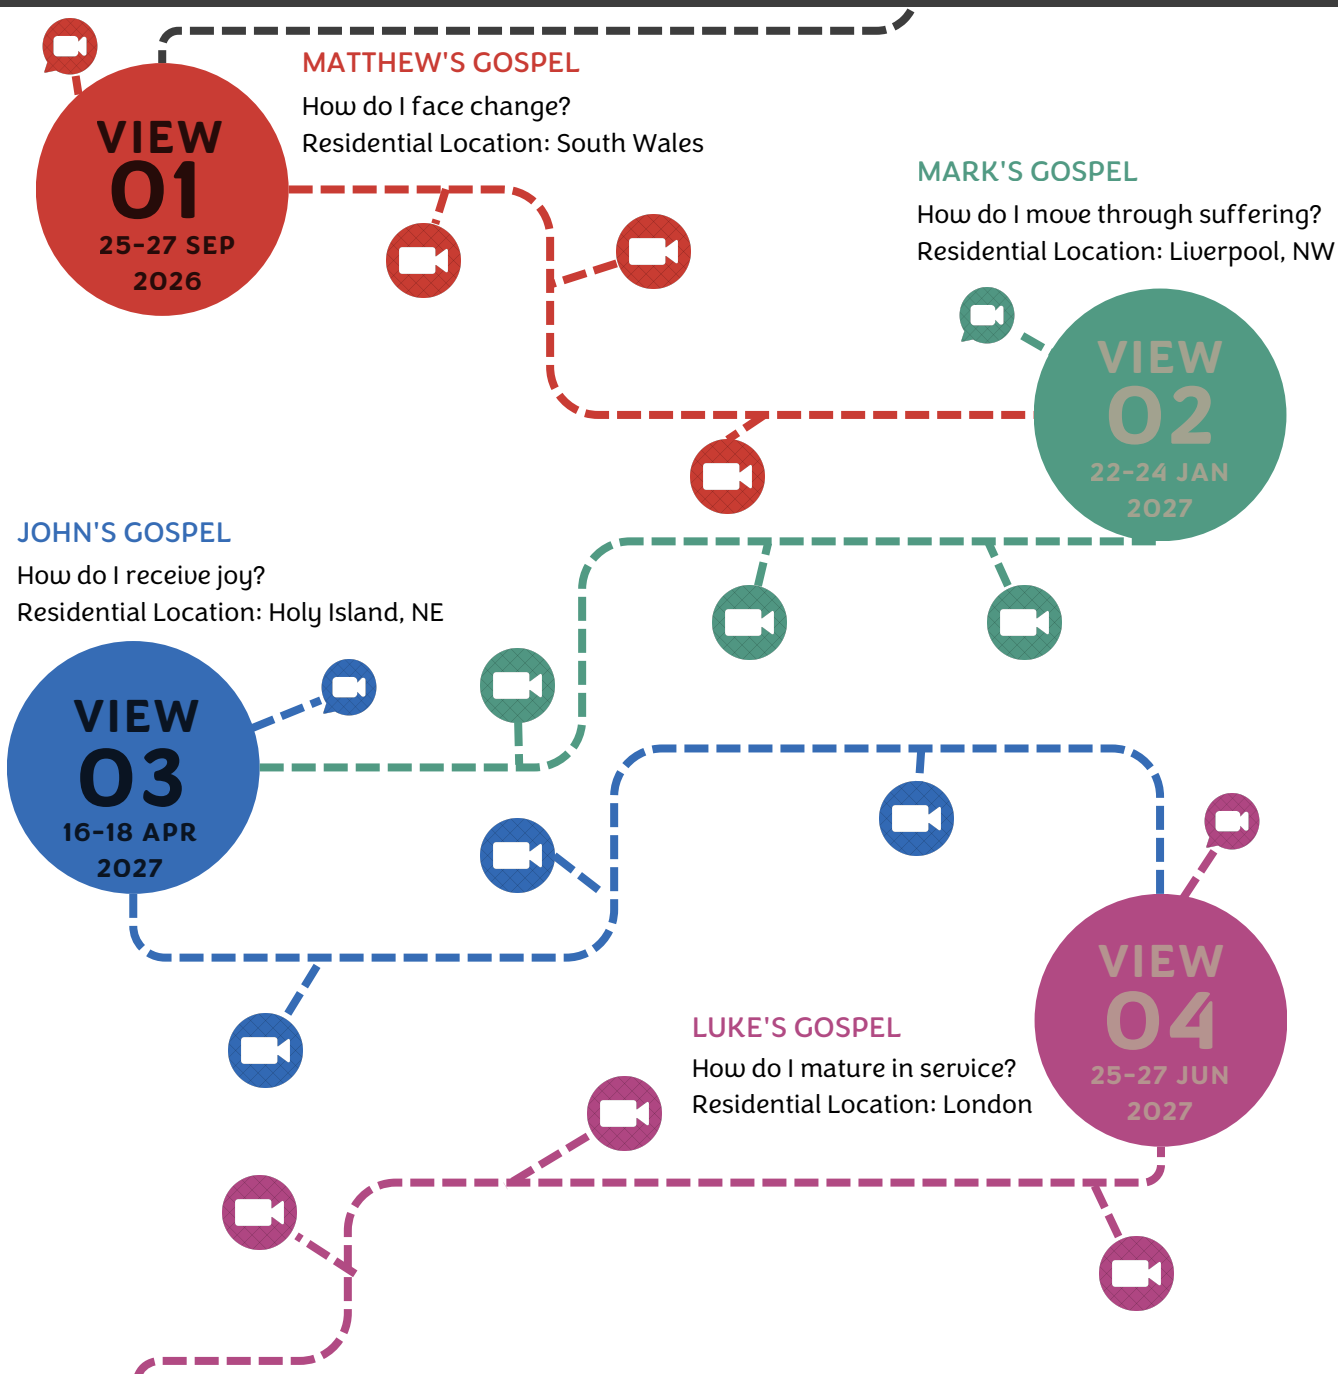 MATTHEW'S GOSPEL
How do I face change?
Residential Location: South Wales
VIEW
01
25-27 SEP
2026
MARK'S GOSPEL
How do I move through suffering?
Residential Location: Liverpool, NW
VIEW
02
22-24 JAN
2027
JOHN'S GOSPEL
How do I receive joy?
Residential Location: Holy Island, NE
VIEW
03
16-18 APR
2027
LUKE'S GOSPEL
How do I mature in service?
Residential Location: London
VIEW
04
25-27 JUN
2027